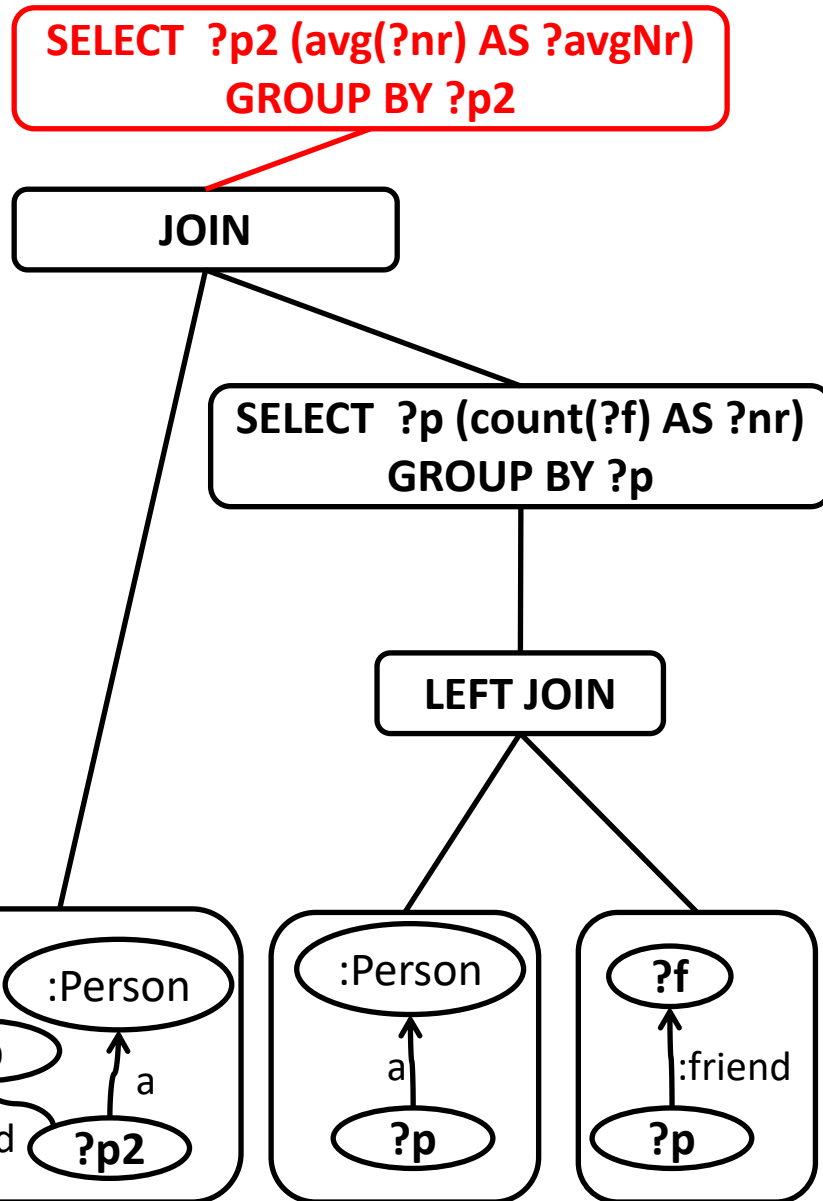 SELECT ?p2 (avg(?nr) AS ?avgNr)
GROUP BY ?p2
JOIN
SELECT ?p (count(?f) AS ?nr)
GROUP BY ?p
LEFT JOIN
:Person
a
?p2
:Person
a
?p
?f
:friend
?p